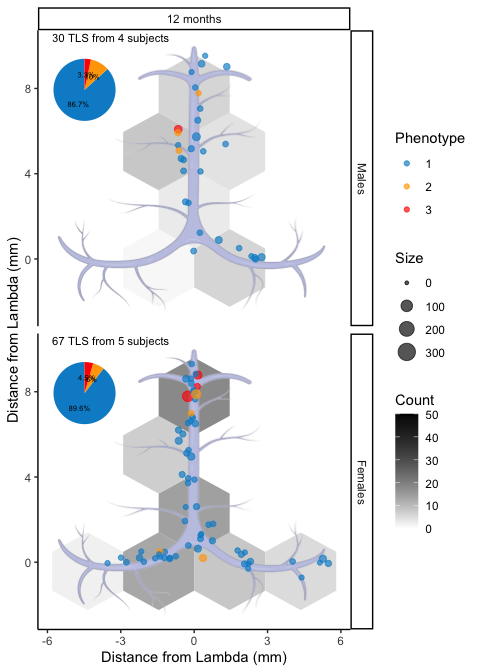 12 months
30 TLS from 4 subjects
86.7%
8
4
0
Males
Distance from Lambda (mm)
67 TLS from 5 subjects
89.6%
8
4
0
Females
-6 -3 0 3 6
Distance from Lambda (mm)
Phenotype
1
2
3
Size
0
100
200
300
Count
50
40
30
20
10
0